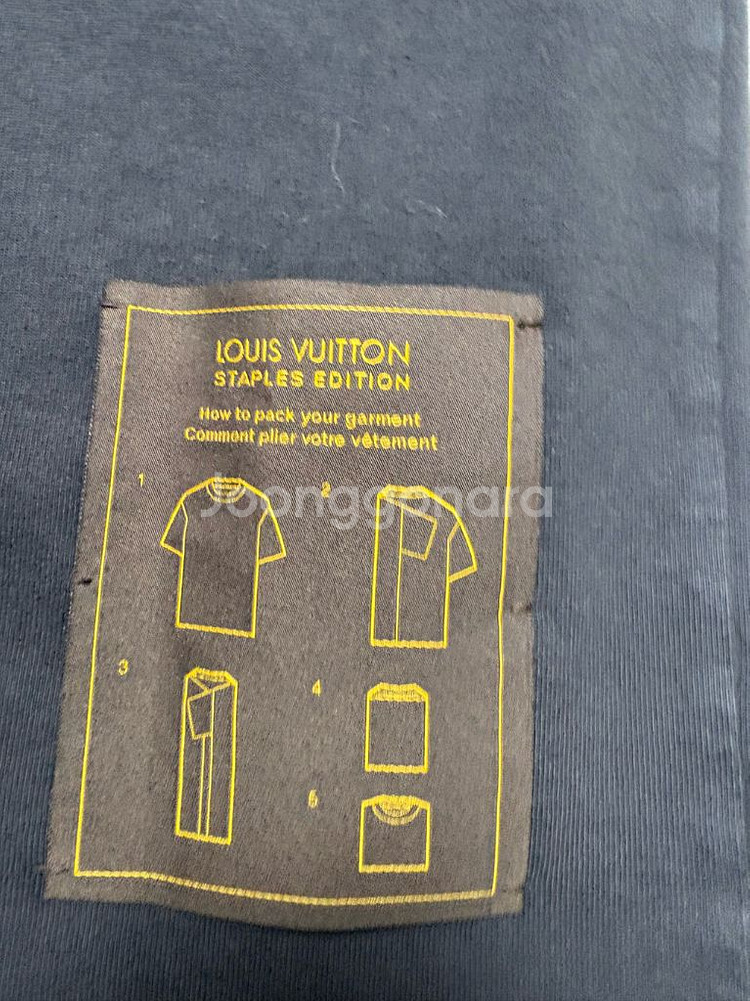 LOUIS VUITTON
STAPLES EDITION
How to pack your garment
Comment plier votre vêtement
1
2
Joonggonara
3
4
5